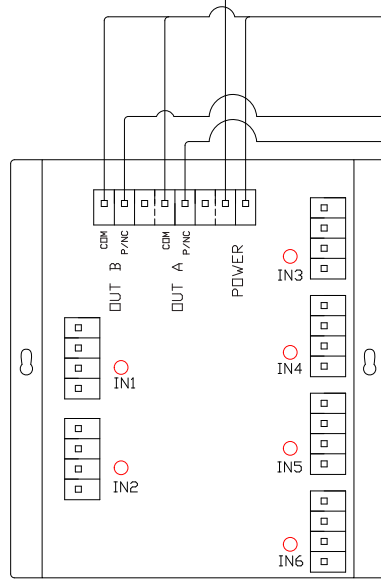 COM
P/NC
COM
P/NC
OUT B
OUT A
POWER
IN3
IN1
IN4
IN2
IN5
IN6